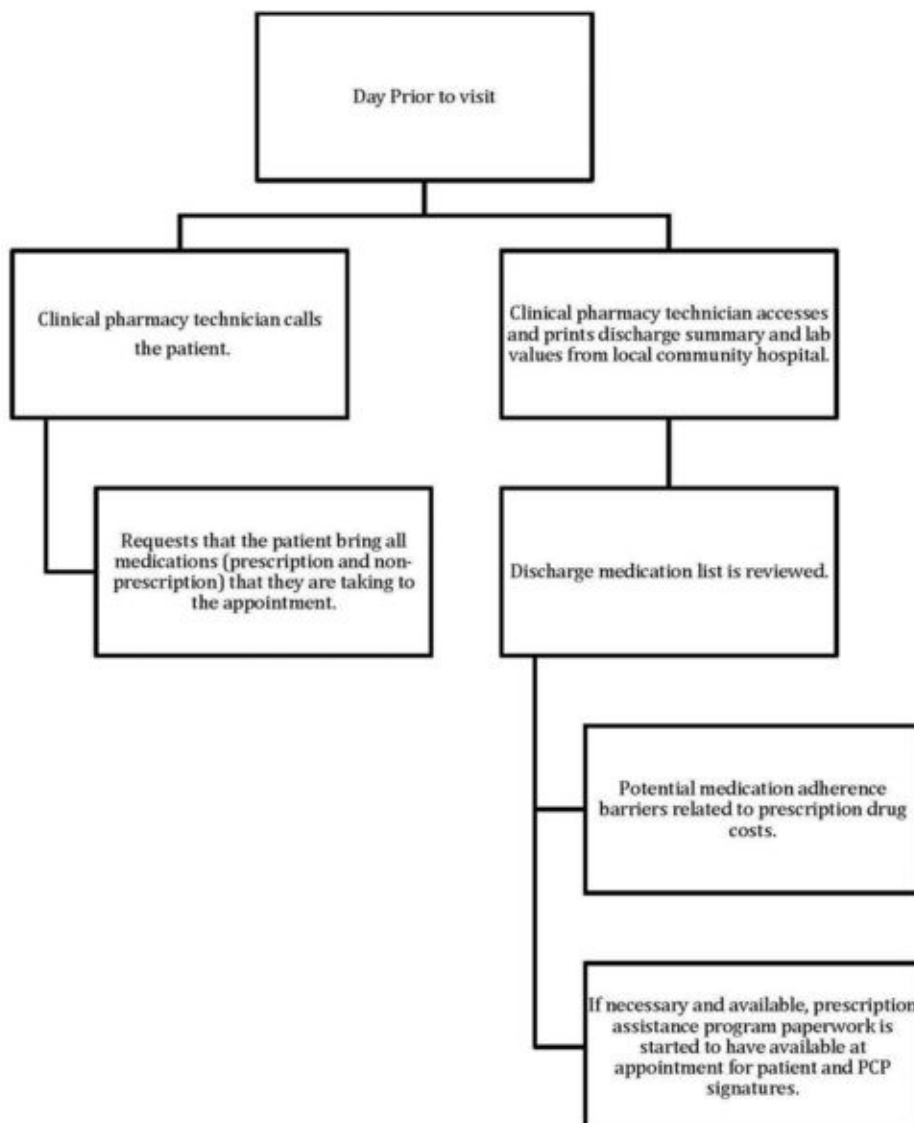 Day Prior to visit
Clinical pharmacy technician calls
the patient.
Clinical pharmacy technician accesses
and prints discharge summary and lab
values from local community hospital.
Requests that the patient bring all
medications (prescription and non-
prescription) that they are taking to
the appointment.
Discharge medication list is reviewed.
Potential medication adherence
barriers related to prescription drug
costs.
If necessary and available, prescription
assistance program paperwork is
started to have available at
appointment for patient and PCP
signatures.